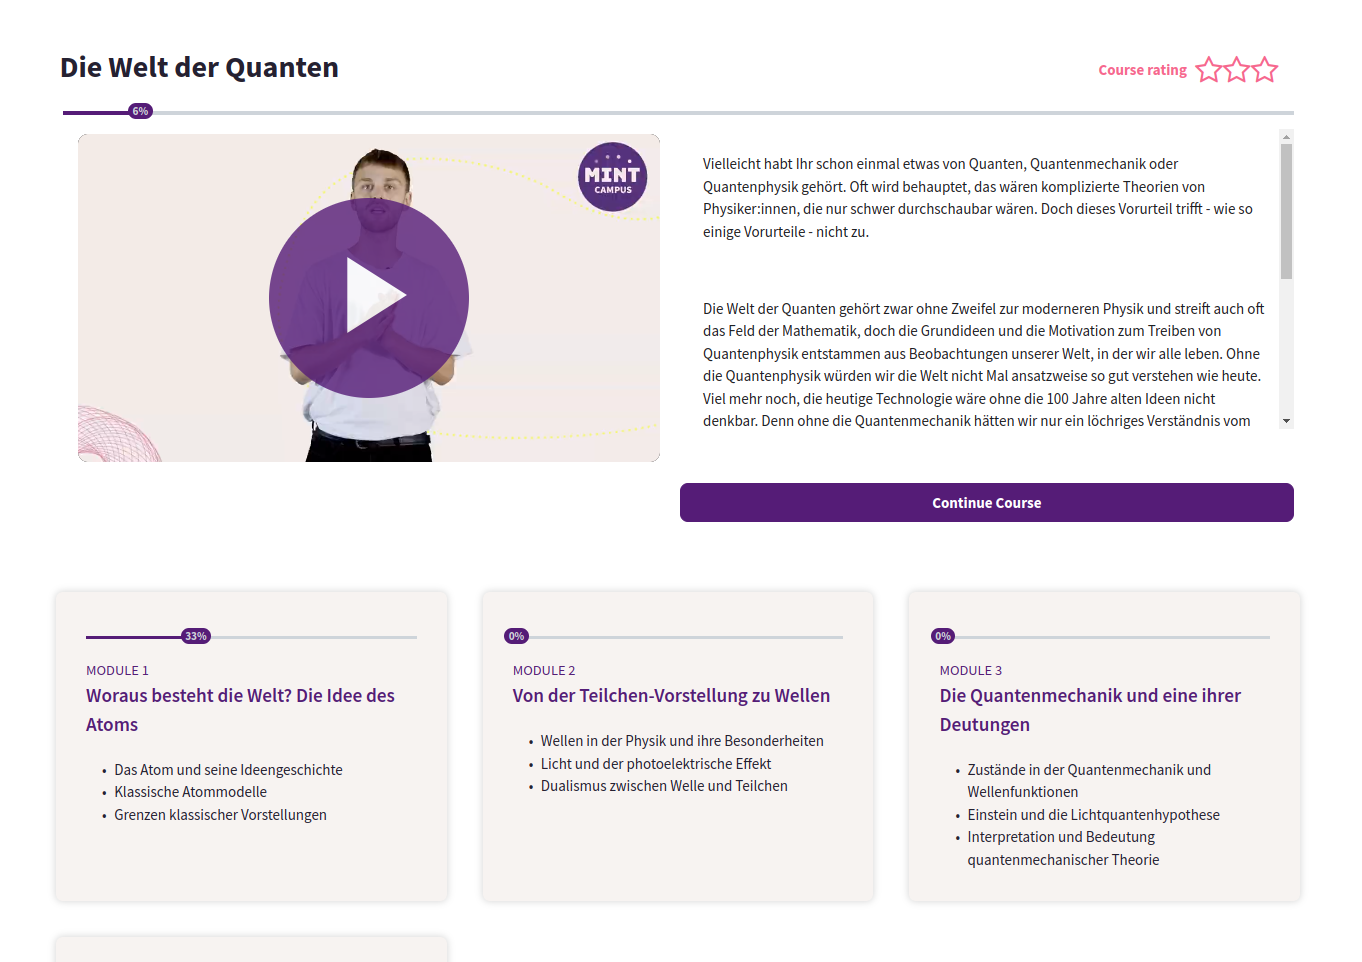 Die Welt der Quanten
Course rating
6%
MINT
CAMPUS
Vielleicht habt Ihr schon einmal etwas von Quanten, Quantenmechanik oder
Quantenphysik gehört. Oft wird behauptet, das wären komplizierte Theorien von
Physiker:innen, die nur schwer durchschaubar wären. Doch dieses Vorurteil trifft - wie so
einige Vorurteile - nicht zu.
Die Welt der Quanten gehört zwar ohne Zweifel zur moderneren Physik und streift auch oft
das Feld der Mathematik, doch die Grundideen und die Motivation zum Treiben von
Quantenphysik entstammen aus Beobachtungen unserer Welt, in der wir alle leben. Ohne
die Quantenphysik würden wir die Welt nicht Mal ansatzweise so gut verstehen wie heute.
Viel mehr noch, die heutige Technologie wäre ohne die 100 Jahre alten Ideen nicht
denkbar. Denn ohne die Quantenmechanik hätten wir nur ein löchriges Verständnis vom
Continue Course
33%
MODULE 1
Woraus besteht die Welt? Die Idee des
Atoms
• Das Atom und seine Ideengeschichte
• Klassische Atommodelle
• Grenzen klassischer Vorstellungen
0%
MODULE 2
Von der Teilchen-Vorstellung zu Wellen
• Wellen in der Physik und ihre Besonderheiten
• Licht und der photoelektrische Effekt
• Dualismus zwischen Welle und Teilchen
0%
MODULE 3
Die Quantenmechanik und eine ihrer
Deutungen
• Zustände in der Quantenmechanik und
Wellenfunktionen
• Einstein und die Lichtquantenhypothese
• Interpretation und Bedeutung
quantenmechanischer Theorie